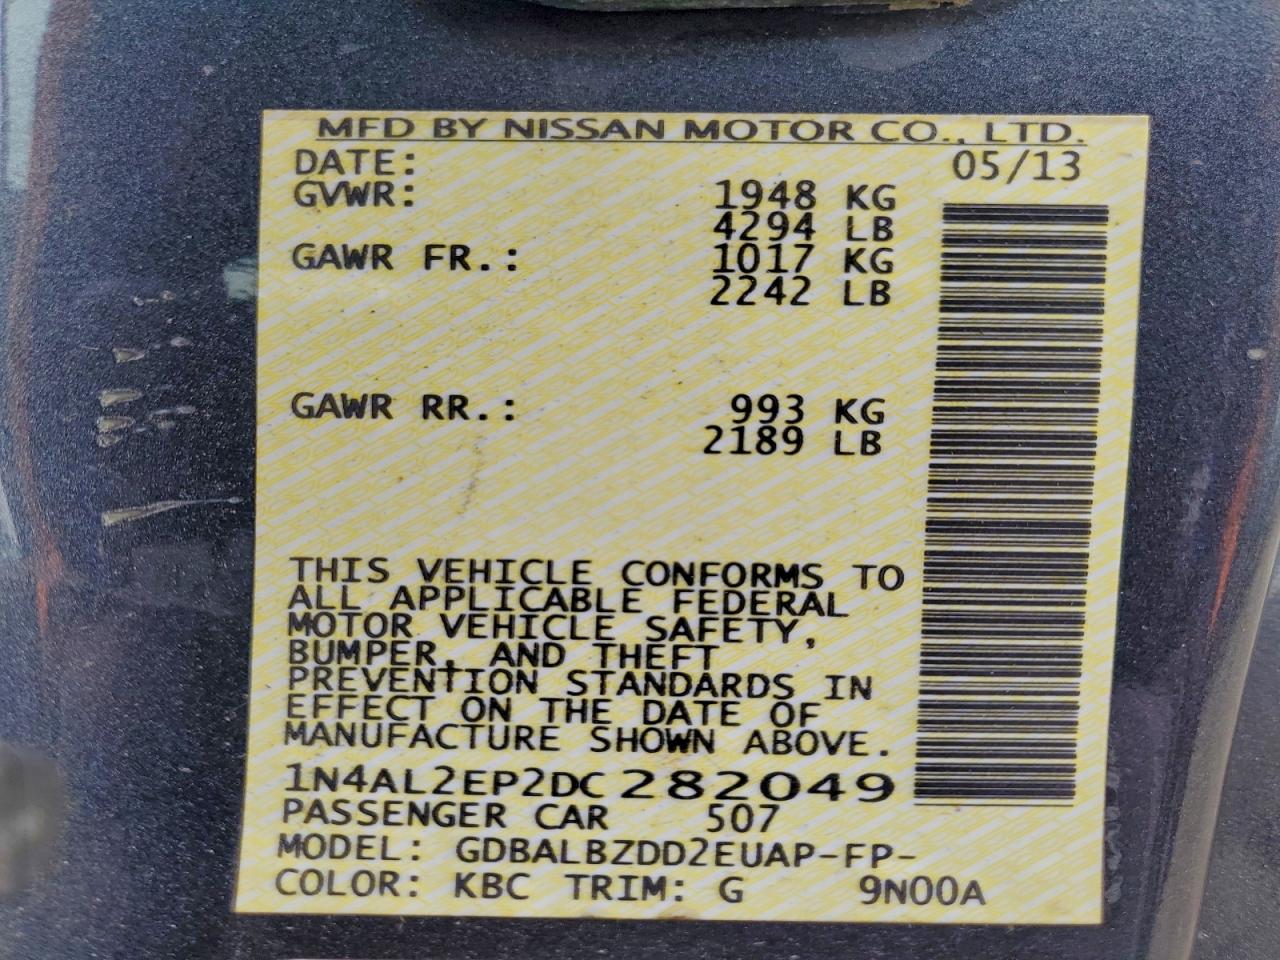 MFD BY NISSAN MOTOR CO., LTD.
DATE: 05/13
GVWR: 1948 KG
4294 LB
GAWR FR.: 1017 KG
2242 LB
GAWR RR.: 993 KG
2189 LB
THIS VEHICLE CONFORMS TO
ALL APPLICABLE FEDERAL
MOTOR VEHICLE SAFETY,
BUMPER, AND THEFT
PREVENTION STANDARDS IN
EFFECT ON THE DATE OF
MANUFACTURE SHOWN ABOVE.
1N4AL2EP2DC282049
PASSENGER CAR 507
MODEL: GDBALBZDD2EUAP-FP-
COLOR: KBC TRIM: G 9N00A